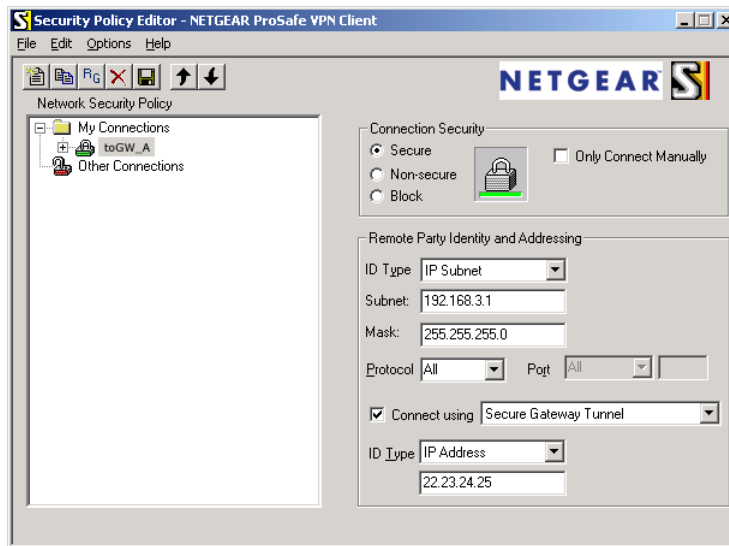 Security Policy Editor - NETGEAR ProSafe VPN Client
File Edit Options Help
RG
NETGEAR S
Network Security Policy
My Connections
toGW_A
Other Connections
Connection Security
Secure
Only Connect Manually
Non-secure
Block
Remote Party Identity and Addressing
ID Type IP Subnet
Subnet: 192.168.3.1
Mask: 255.255.255.0
Protocol All Port All
Connect using Secure Gateway Tunnel
ID Type IP Address
22.23.24.25